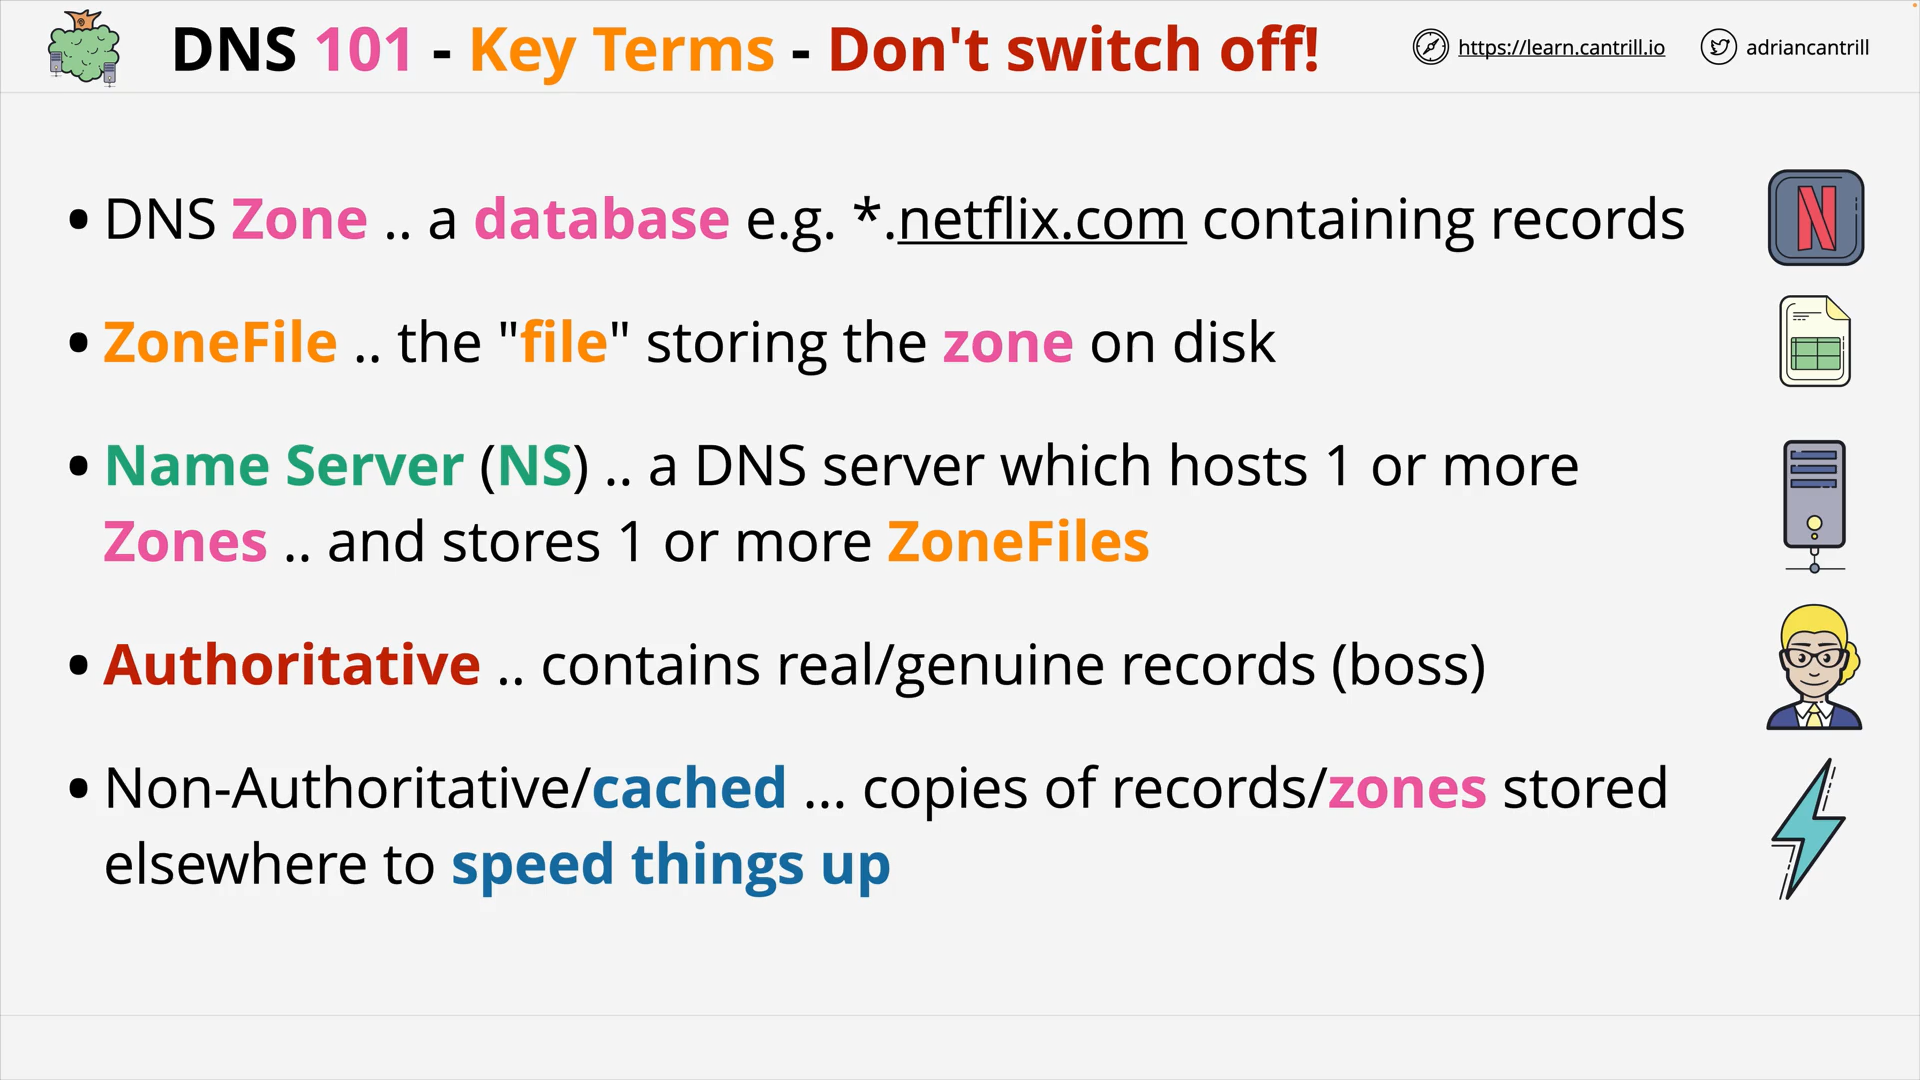 DNS 101 - Key Terms - Don't switch off!
https://learn.cantrill.io
adriancantrill
• DNS Zone .. a database e.g. *.netflix.com containing records
N
• ZoneFile .. the "file" storing the zone on disk
• Name Server (NS) .. a DNS server which hosts 1 or more
Zones .. and stores 1 or more ZoneFiles
• Authoritative .. contains real/genuine records (boss)
• Non-Authoritative/cached ... copies of records/zones stored
elsewhere to speed things up